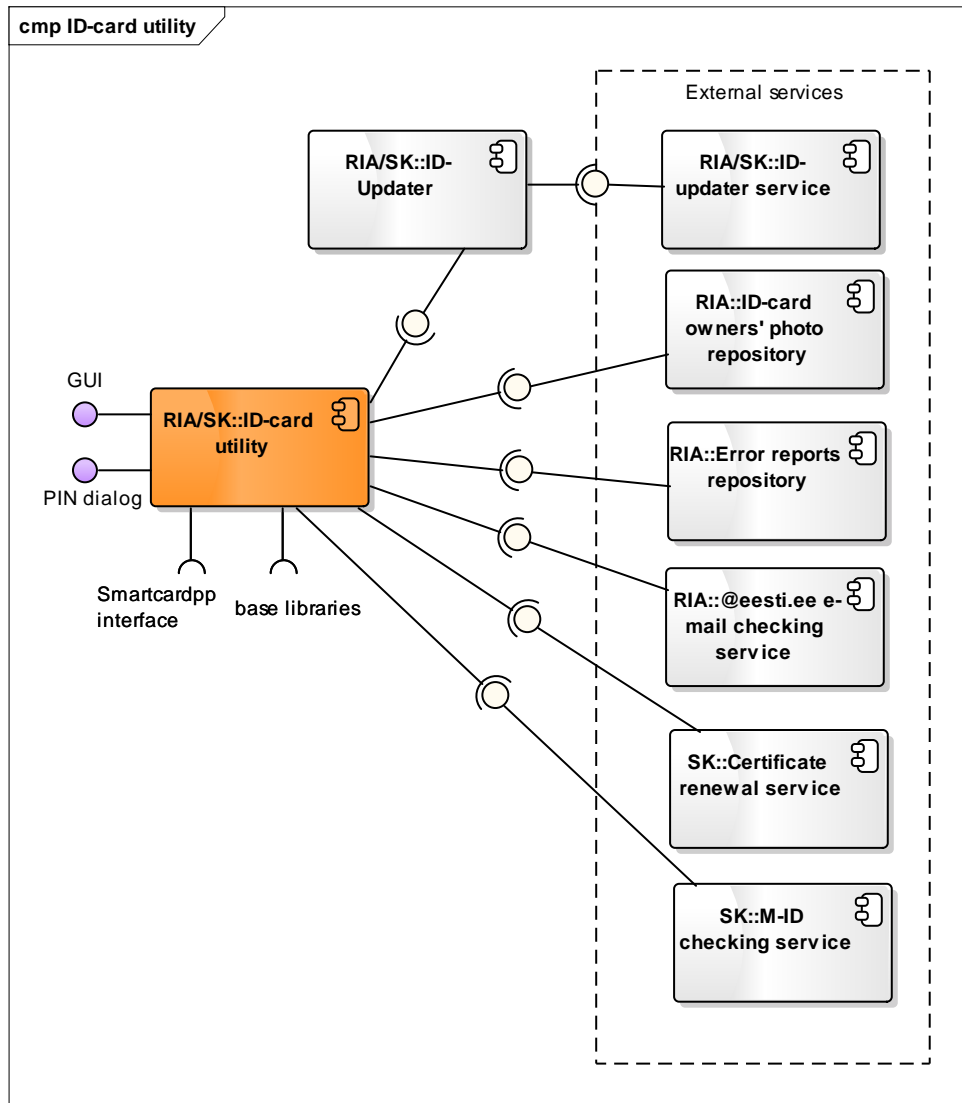 cmp ID-card utility
External services
RIA/SK::ID-
Updater
RIA/SK::ID-
updater service
RIA::ID-card
owners' photo
repository
GUI
RIA/SK::ID-card
utility
PIN dialog
RIA::Error reports
repository
Smartcardpp
interface
base libraries
RIA::@eesti.ee e-
mail checking
service
SK::Certificate
renewal service
SK::M-ID
checking service